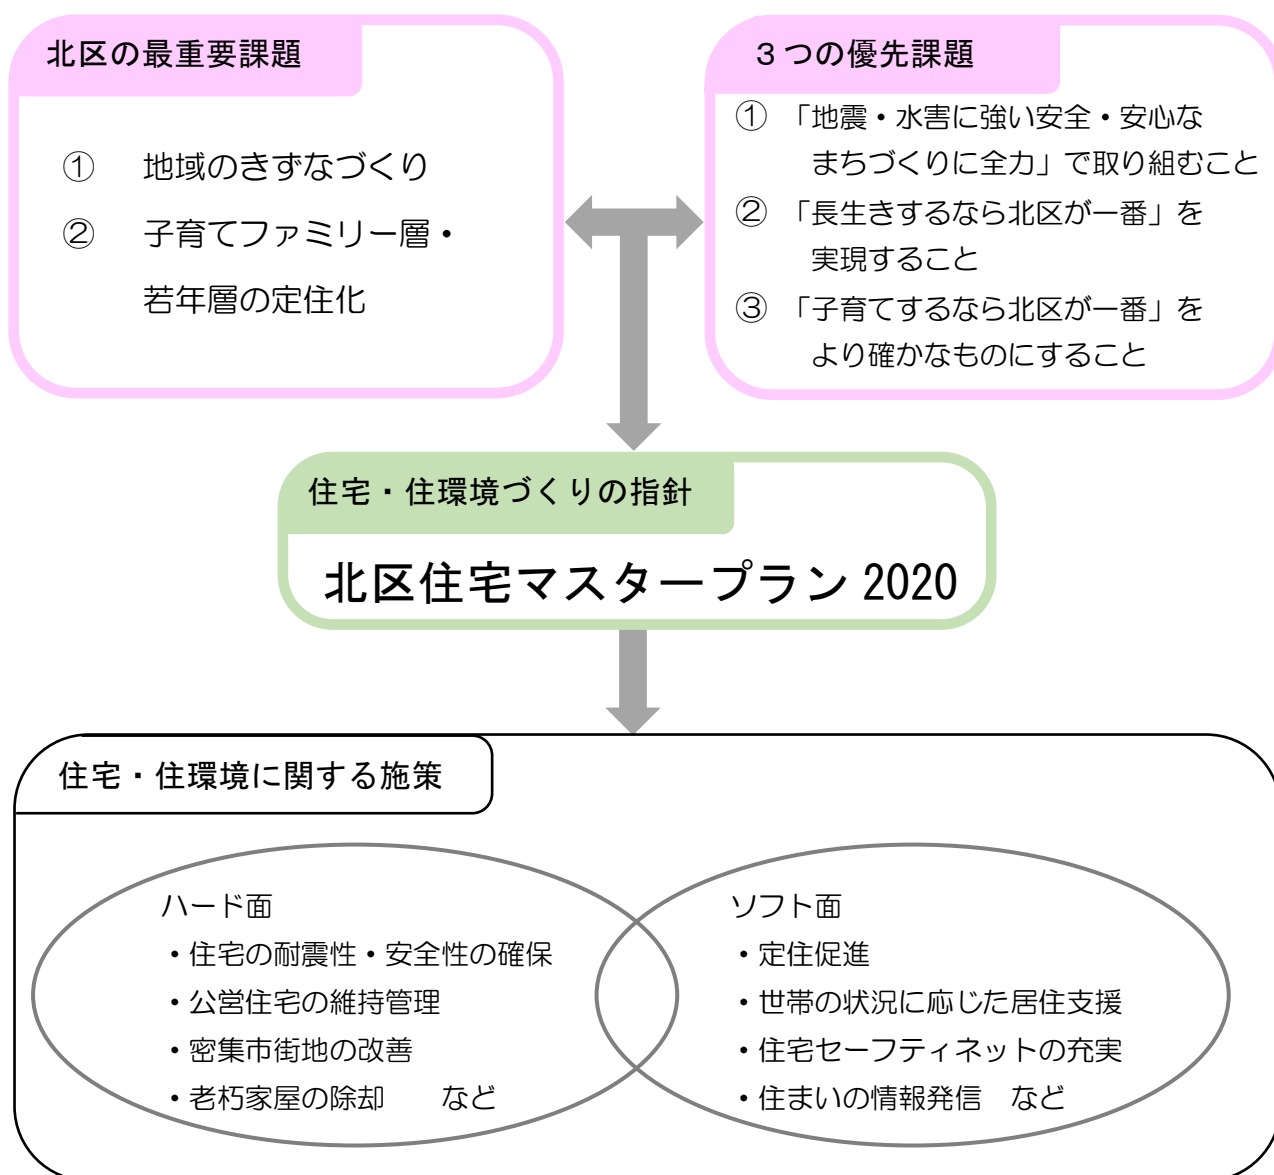 北区の最重要課題
① 地域のきずなづくり
② 子育てファミリー層・
若年層の定住化
3つの優先課題
① 「地震・水害に強い安全・安心な
まちづくりに全力」で取り組むこと
② 「長生きするなら北区が一番」を
実現すること
③ 「子育てするなら北区が一番」を
より確かなものにすること
住宅・住環境づくりの指針
北区住宅マスタープラン 2020
住宅・住環境に関する施策
ハード面
・住宅の耐震性・安全性の確保
・公営住宅の維持管理
・密集市街地の改善
・老朽家屋の除却 など
ソフト面
・定住促進
・世帯の状況に応じた居住支援
・住宅セーフティネットの充実
・住まいの情報発信 など